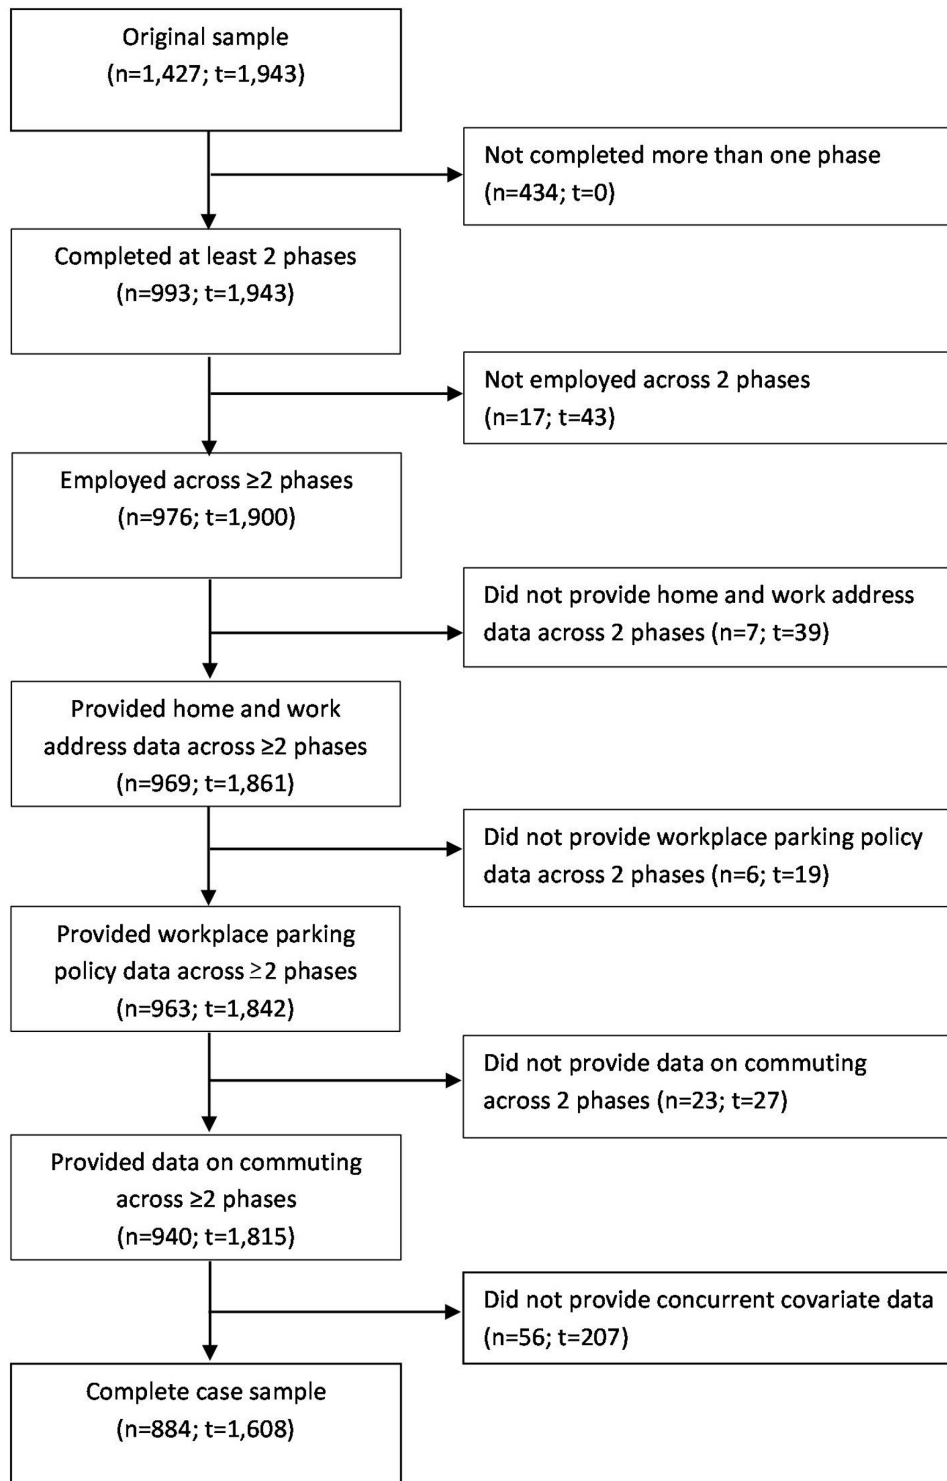 Original sample
(n=1,427; t=1,943)
Not completed more than one phase
(n=434; t=0)
Completed at least 2 phases
(n=993; t=1,943)
Not employed across 2 phases
(n=17; t=43)
Employed across ≥2 phases
(n=976; t=1,900)
Did not provide home and work address
data across 2 phases (n=7; t=39)
Provided home and work
address data across ≥2 phases
(n=969; t=1,861)
Did not provide workplace parking policy
data across 2 phases (n=6; t=19)
Provided workplace parking
policy data across ≥2 phases
(n=963; t=1,842)
Did not provide data on commuting
across 2 phases (n=23; t=27)
Provided data on commuting
across ≥2 phases
(n=940; t=1,815)
Did not provide concurrent covariate data
(n=56; t=207)
Complete case sample
(n=884; t=1,608)